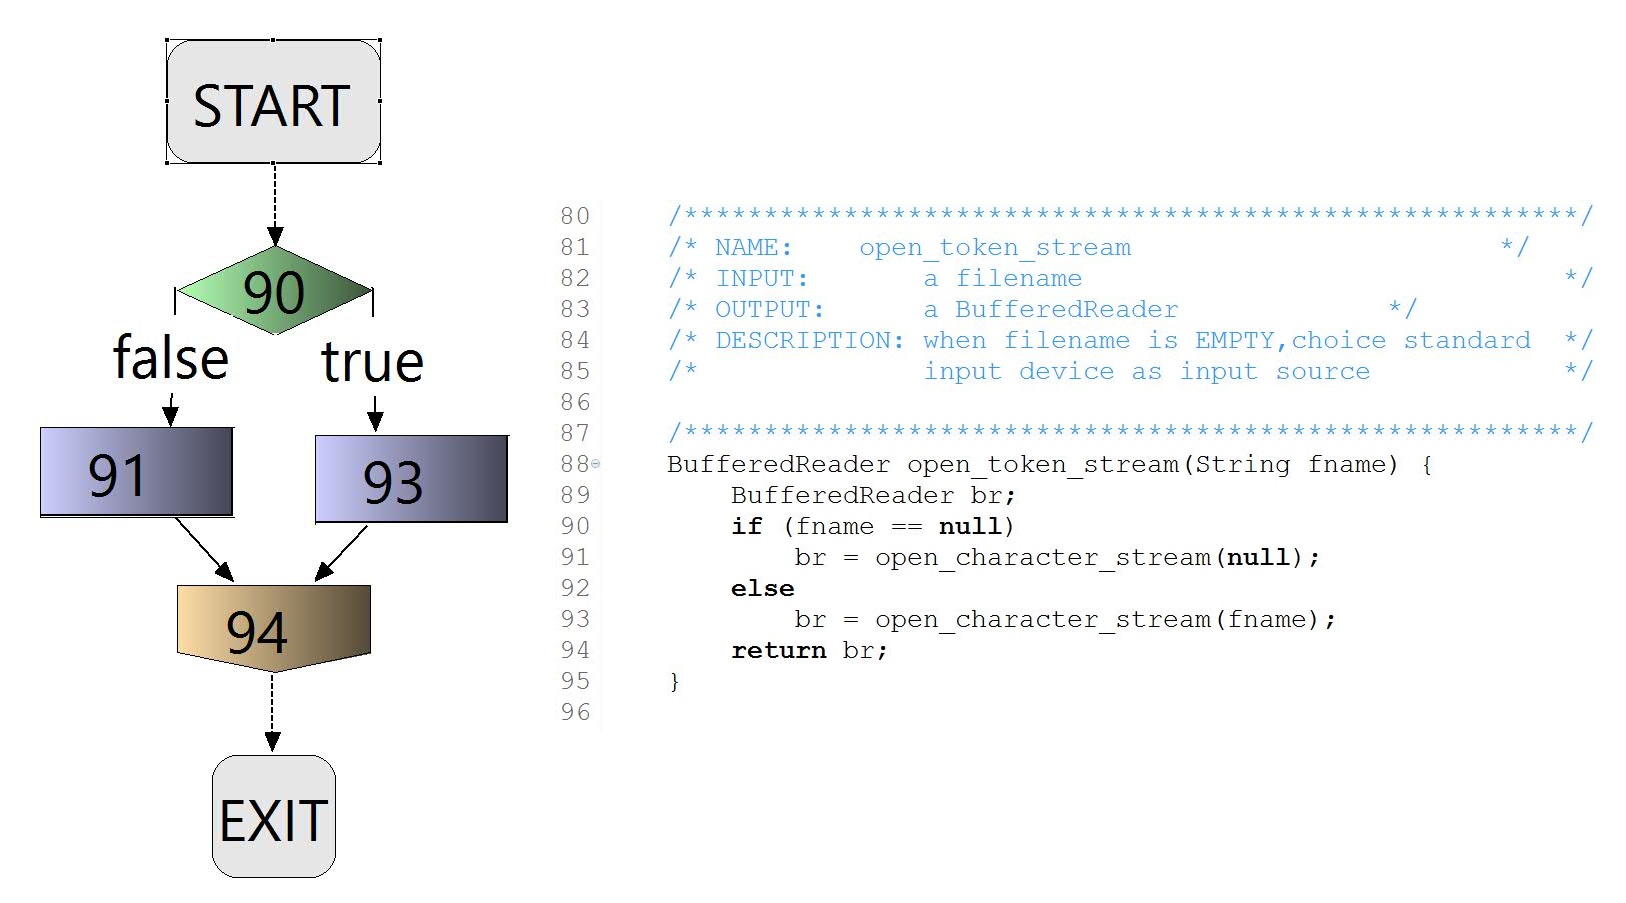 START
90
false
true
91
93
94
EXIT
80 /********************************************************/
81 /* NAME: open_token_stream */
82 /* INPUT: a filename */
83 /* OUTPUT: a BufferedReader */
84 /* DESCRIPTION: when filename is EMPTY,choice standard */
85 /* input device as input source */
86
87 /********************************************************/
88 BufferedReader open_token_stream(String fname) {
89 BufferedReader br;
90 if (fname == null)
91 br = open_character_stream(null);
92 else
93 br = open_character_stream(fname);
94 return br;
95 }
96